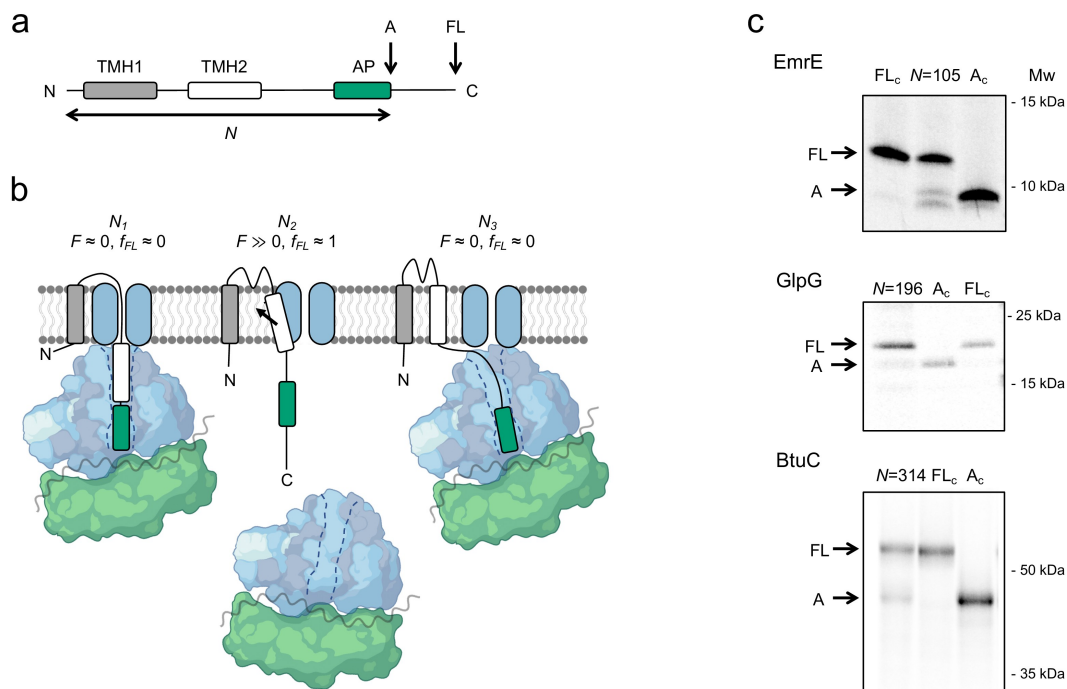 a
A FL
TMH1 TMH2 AP
N C
N
b
N1 N2 N3
F ≈ 0, fFL ≈ 0 F ≫ 0, fFL ≈ 1 F ≈ 0, fFL ≈ 0
N N N
C
c
EmrE
FLc N=105 Ac Mw
- 15 kDa
FL
- 10 kDa
A
GlpG
N=196 Ac FLc
- 25 kDa
FL
A
- 15 kDa
BtuC
N=314 FLc Ac
FL
- 50 kDa
A
- 35 kDa